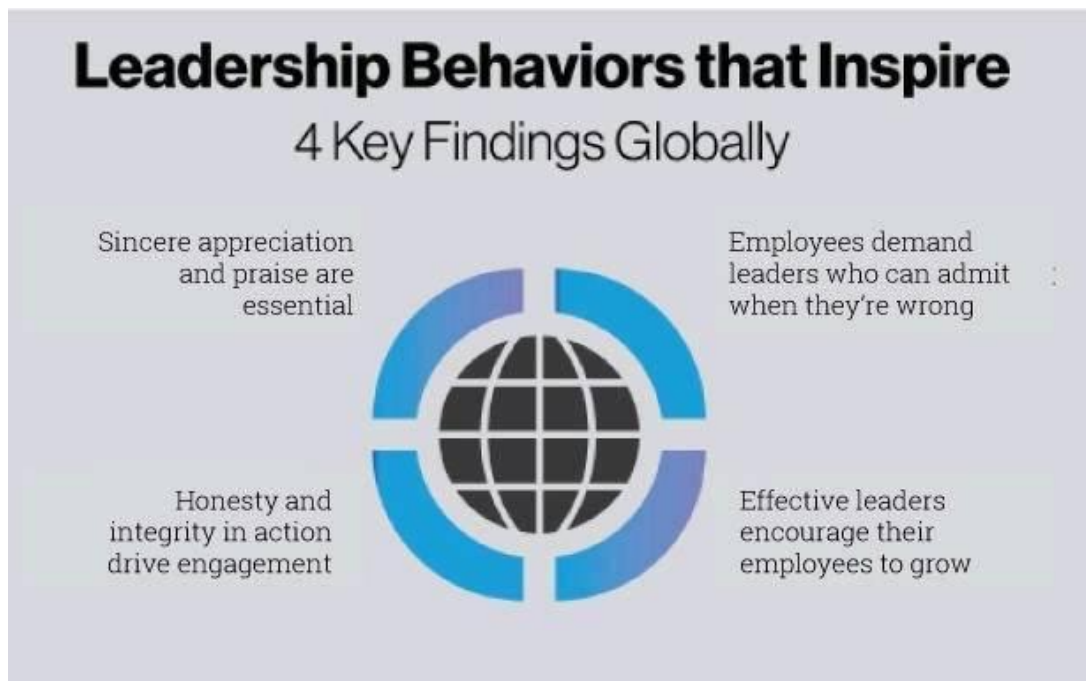 Leadership Behaviors that Inspire
4 Key Findings Globally
Sincere appreciation
and praise are
essential
Employees demand
leaders who can admit
when they're wrong
Honesty and
integrity in action
drive engagement
Effective leaders
encourage their
employees to grow